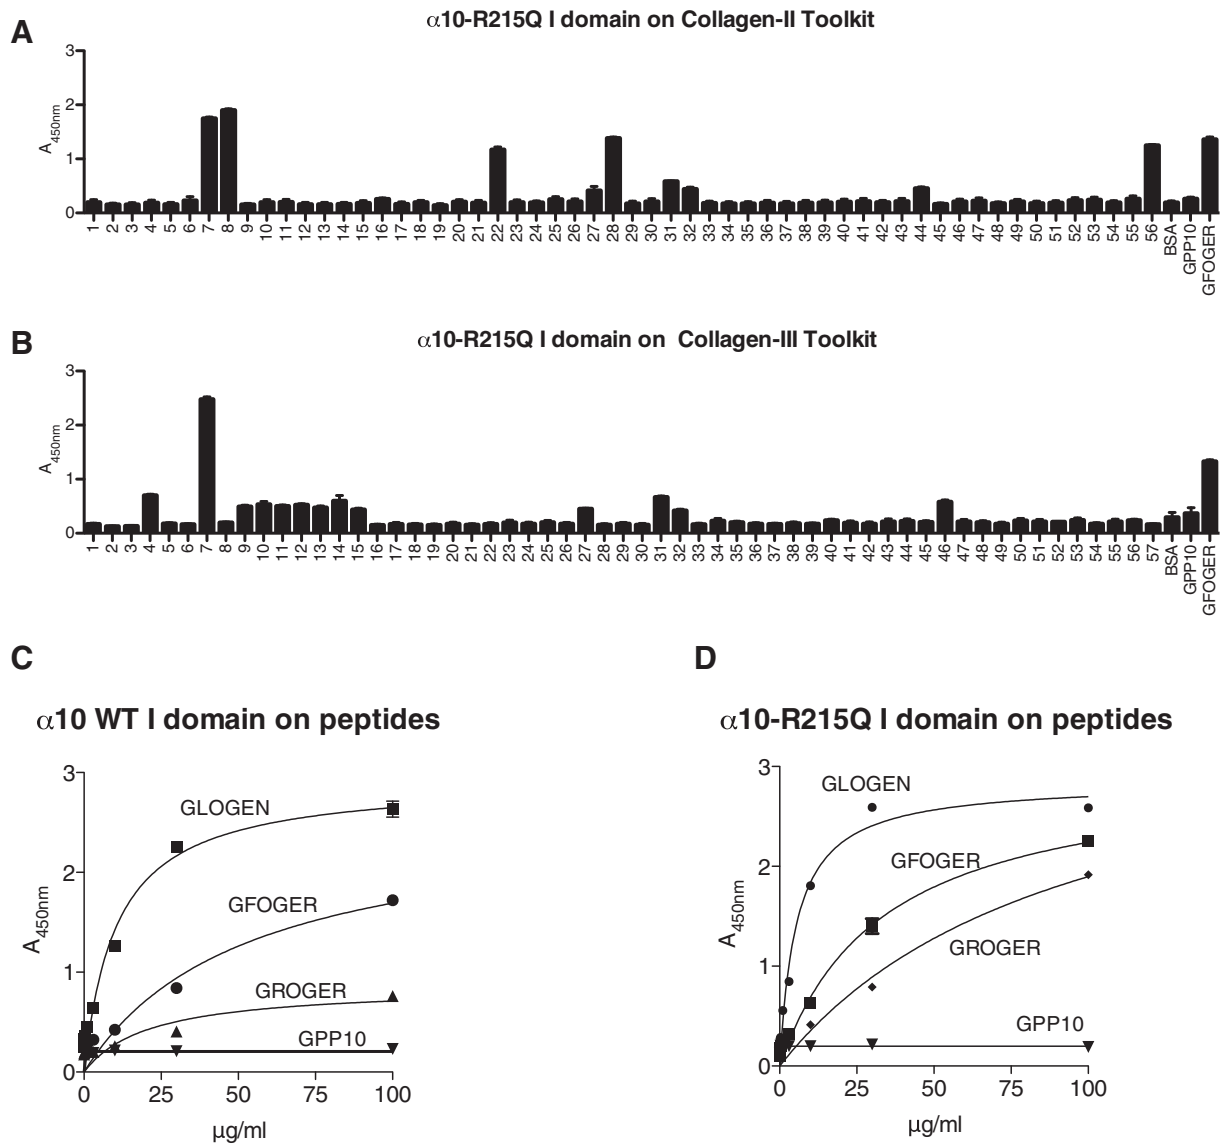 A
α10-R215Q I domain on Collagen-II Toolkit
3
2
1
0
A450nm
1 2 3 4 5 6 7 8 9 10 11 12 13 14 15 16 17 18 19 20 21 22 23 24 25 26 27 28 29 30 31 32 33 34 35 36 37 38 39 40 41 42 43 44 45 46 47 48 49 50 51 52 53 54 55 56 BSA GPP10 GFOGER
B
α10-R215Q I domain on Collagen-III Toolkit
3
2
1
0
A450nm
1 2 3 4 5 6 7 8 9 10 11 12 13 14 15 16 17 18 19 20 21 22 23 24 25 26 27 28 29 30 31 32 33 34 35 36 37 38 39 40 41 42 43 44 45 46 47 48 49 50 51 52 53 54 55 56 57 BSA GPP10 GFOGER
C
α10 WT I domain on peptides
3
2
1
0
A450nm
GLOGEN
GFOGER
GROGER
GPP10
0 25 50 75 100
μg/ml
D
α10-R215Q I domain on peptides
3
2
1
0
A450nm
GLOGEN
GFOGER
GROGER
GPP10
0 25 50 75 100
μg/ml